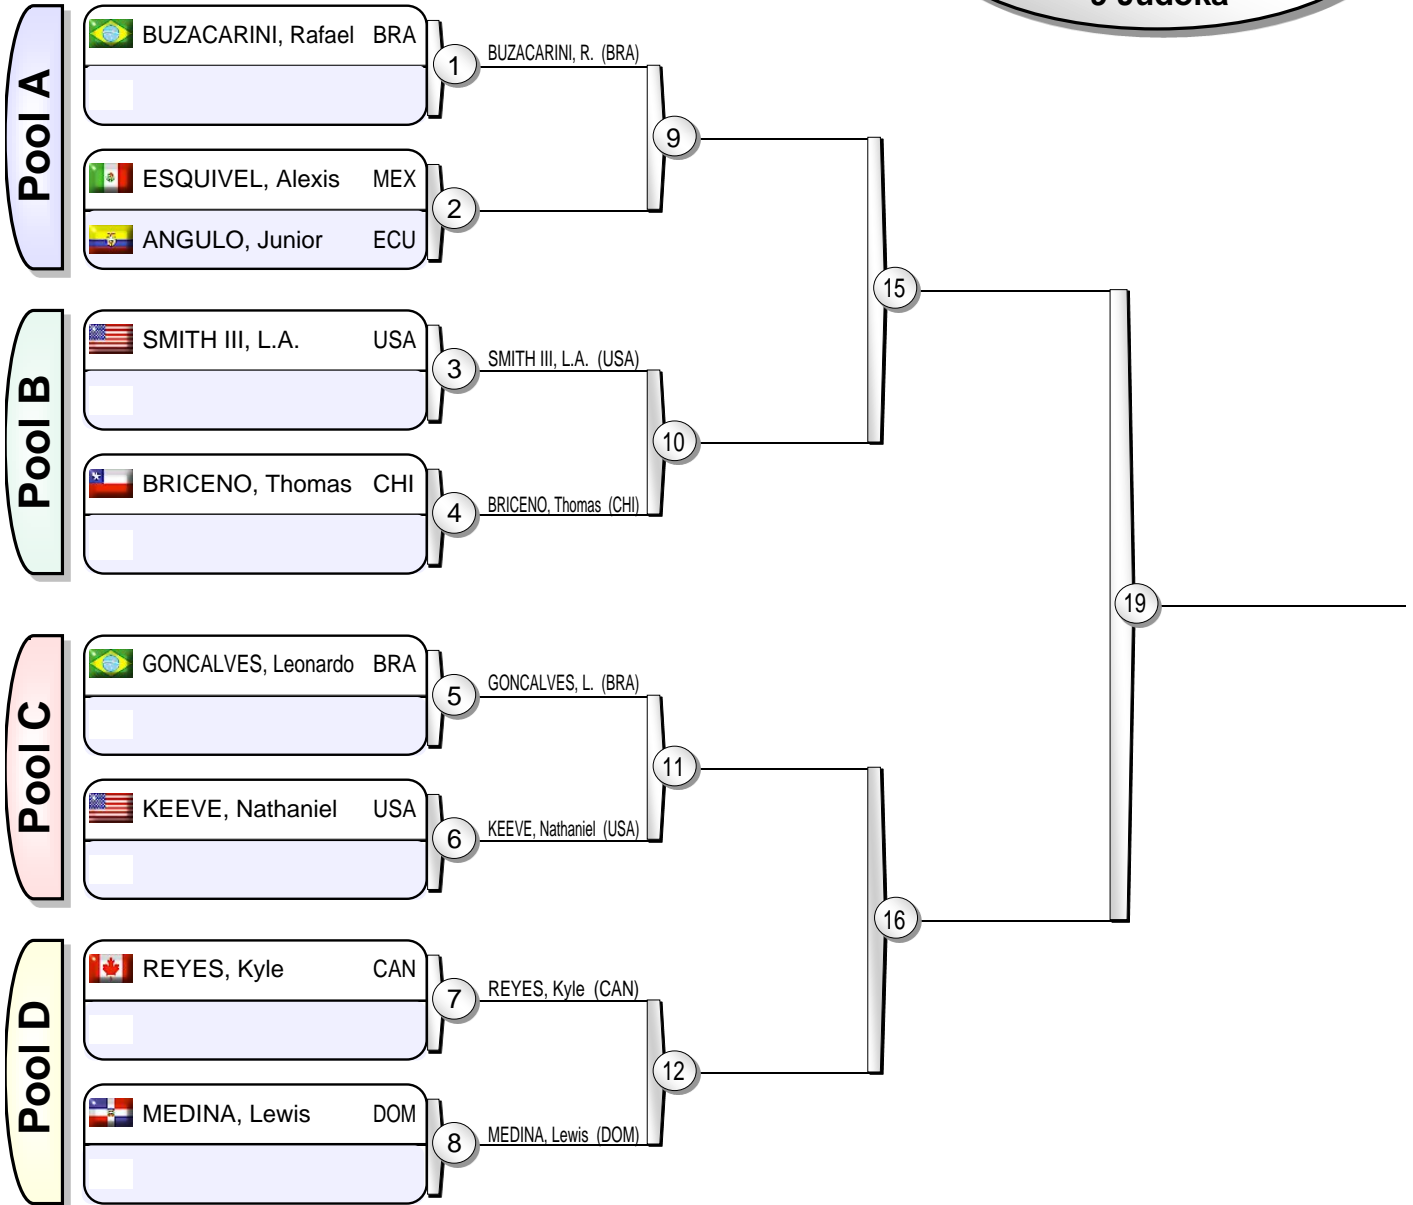 9 Judoka
Pool A
BUZACARINI, Rafael BRA
1
BUZACARINI, R. (BRA)
9
ESQUIVEL, Alexis MEX
ANGULO, Junior ECU
2
15
Pool B
SMITH III, L.A. USA
3
SMITH III, L.A. (USA)
10
BRICENO, Thomas CHI
4
BRICENO, Thomas (CHI)
19
Pool C
GONCALVES, Leonardo BRA
5
GONCALVES, L. (BRA)
11
KEEVE, Nathaniel USA
6
KEEVE, Nathaniel (USA)
16
Pool D
REYES, Kyle CAN
7
REYES, Kyle (CAN)
12
MEDINA, Lewis DOM
8
MEDINA, Lewis (DOM)